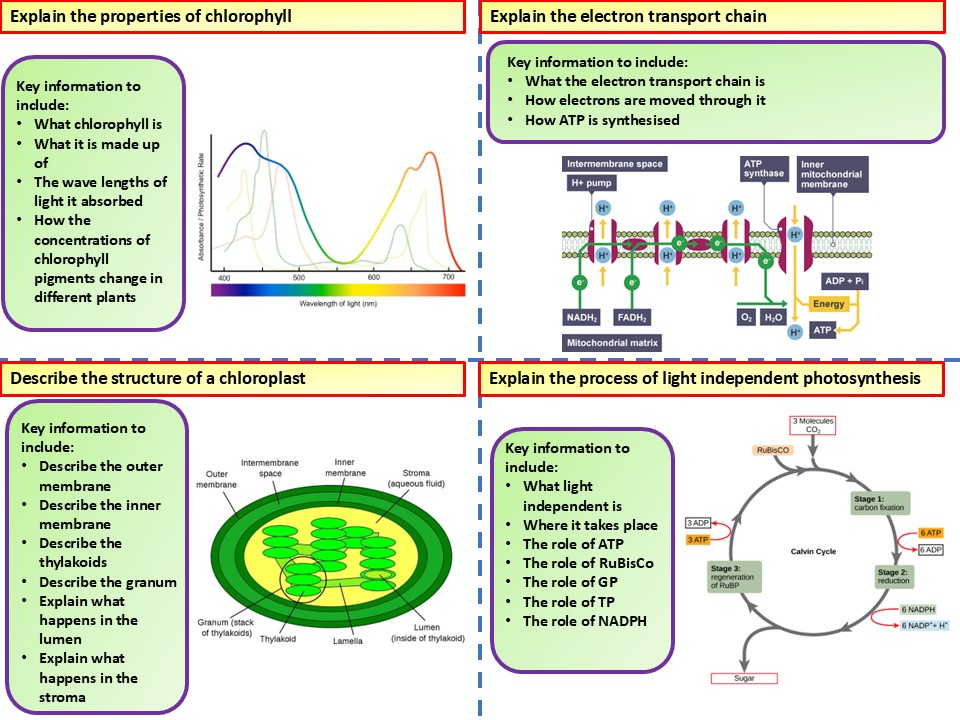 Explain the properties of chlorophyll
Key information to
include:
• What chlorophyll is
• What it is made up
of
• The wave lengths of
light it absorbed
• How the
concentrations of
chlorophyll
pigments change in
different plants
Absorbance / Photosynthetic Rate
400 500 600 700
Wavelength of light (nm)
Explain the electron transport chain
Key information to include:
• What the electron transport chain is
• How electrons are moved through it
• How ATP is synthesised
Intermembrane space
H+ pump
ATP
synthase
Inner
mitochondrial
membrane
H⁺ H⁺ H⁺
H⁺
e⁻ e⁻
H⁺ H⁺ H⁺
e⁻
e⁻ e⁻
ADP + Pi
Energy
NADH₂ FADH₂ O₂ H₂O
H⁺ ATP
Mitochondrial matrix
Describe the structure of a chloroplast
Key information to
include:
• Describe the outer
membrane
• Describe the inner
membrane
• Describe the
thylakoids
• Describe the granum
• Explain what
happens in the
lumen
• Explain what
happens in the
stroma
Outer
membrane
Intermembrane
space
Inner
membrane
Stroma
(aqueous fluid)
Granum (stack
of thylakoids)
Thylakoid
Lamella
Lumen
(inside of thylakoid)
Explain the process of light independent photosynthesis
Key information to
include:
• What light
independent is
• Where it takes place
• The role of ATP
• The role of RuBisCo
• The role of GP
• The role of TP
• The role of NADPH
3 Molecules
CO₂
RuBisCO
Stage 1:
carbon fixation
3 ADP
3 ATP
6 ATP
6 ADP
Calvin Cycle
Stage 3:
regeneration
of RuBP
Stage 2:
reduction
6 NADPH
6 NADP⁺+ H⁺
Sugar